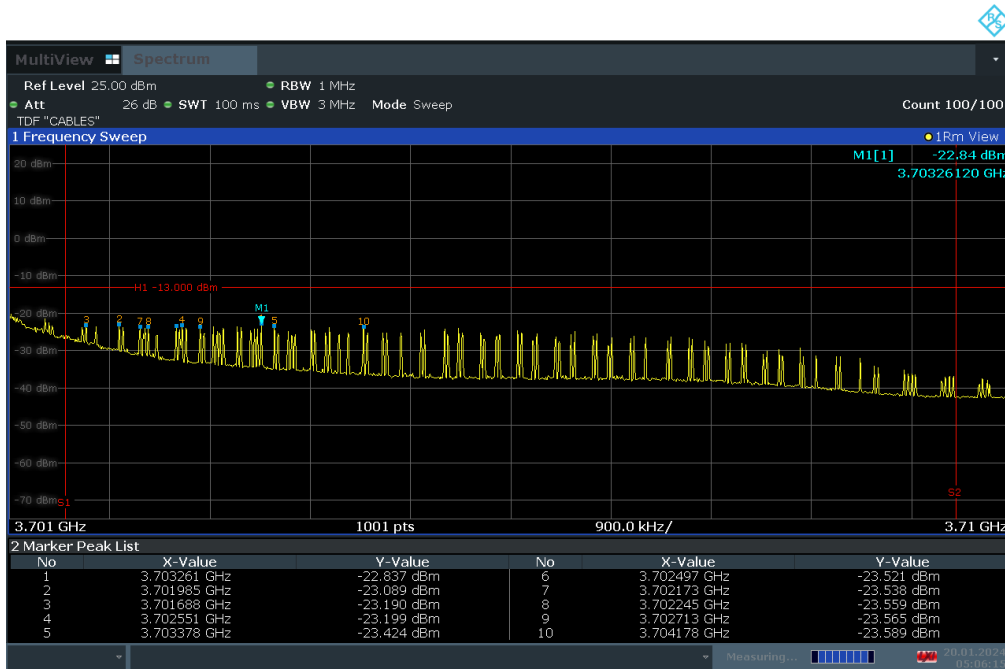 R S
MultiView Spectrum
Ref Level 25.00 dBm RBW 1 MHz
Att 26 dB SWT 100 ms VBW 3 MHz Mode Sweep Count 100/100
TDF "CABLES"
1 Frequency Sweep 1Rm View
M1[1] -22.84 dBm
3.70326120 GHz
20 dBm
10 dBm
0 dBm
-10 dBm
H1 -13.000 dBm
M1
-20 dBm 3 2 7 8 4 9 5 10
-30 dBm
-40 dBm
-50 dBm
-60 dBm
S2
-70 dBm S1
3.701 GHz 1001 pts 900.0 kHz/ 3.71 GHz
2 Marker Peak List
No X-Value Y-Value No X-Value Y-Value
1 3.703261 GHz -22.837 dBm 6 3.702497 GHz -23.521 dBm
2 3.701985 GHz -23.089 dBm 7 3.702173 GHz -23.538 dBm
3 3.701688 GHz -23.190 dBm 8 3.702245 GHz -23.559 dBm
4 3.702551 GHz -23.199 dBm 9 3.702713 GHz -23.565 dBm
5 3.703378 GHz -23.424 dBm 10 3.704178 GHz -23.589 dBm
Measuring... 20.01.2024